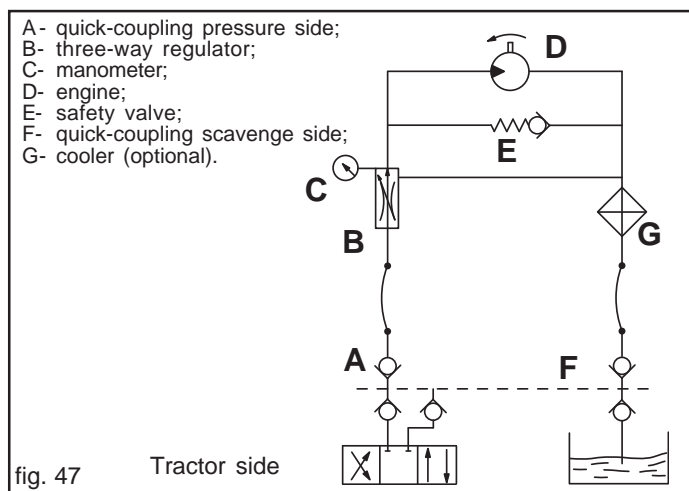 A- quick-coupling pressure side;
B- three-way regulator;
C- manometer;
D- engine;
E- safety valve;
F- quick-coupling scavenge side;
G- cooler (optional).
D
E
C
B
G
A
F
fig. 47
Tractor side